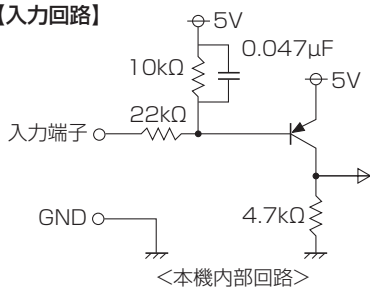 【入力回路】
5V
0.047μF
10kΩ
5V
22kΩ
入力端子
GND
4.7kΩ
<本機内部回路>